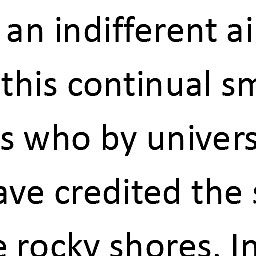 an indifferent ai
this continual sm
s who by univers
ave credited the s
e rocky shores. In